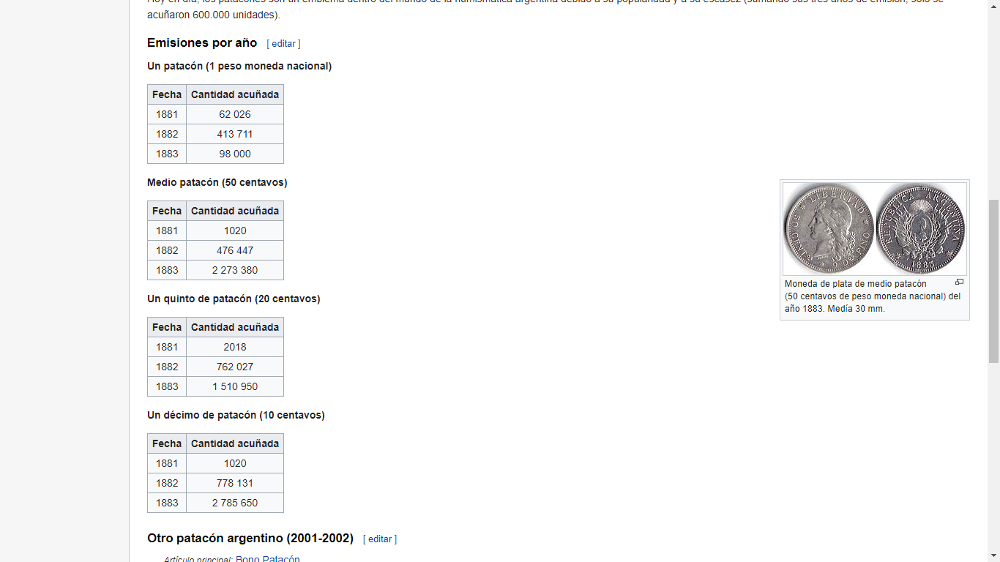 Hoy en día, los patacones son un emblema dentro del mundo de la numismática argentina debido a su popularidad y a su escasez (sumando sus tres años de emisión, sólo se
acuñaron 600.000 unidades).
Emisiones por año [ editar ]
Un patacón (1 peso moneda nacional)
Fecha Cantidad acuñada
1881 62 026
1882 413 711
1883 98 000
Medio patacón (50 centavos)
Fecha Cantidad acuñada
1881 1020
1882 476 447
1883 2 273 380
LIBERTAD
50 CENTS
9 Ds FINO
REPUBLICA ARGENTINA
1883
Moneda de plata de medio patacón
(50 centavos de peso moneda nacional) del
año 1883. Medía 30 mm.
Un quinto de patacón (20 centavos)
Fecha Cantidad acuñada
1881 2018
1882 762 027
1883 1 510 950
Un décimo de patacón (10 centavos)
Fecha Cantidad acuñada
1881 1020
1882 778 131
1883 2 785 650
Otro patacón argentino (2001-2002) [ editar ]
Artículo principal: Bono Patacón